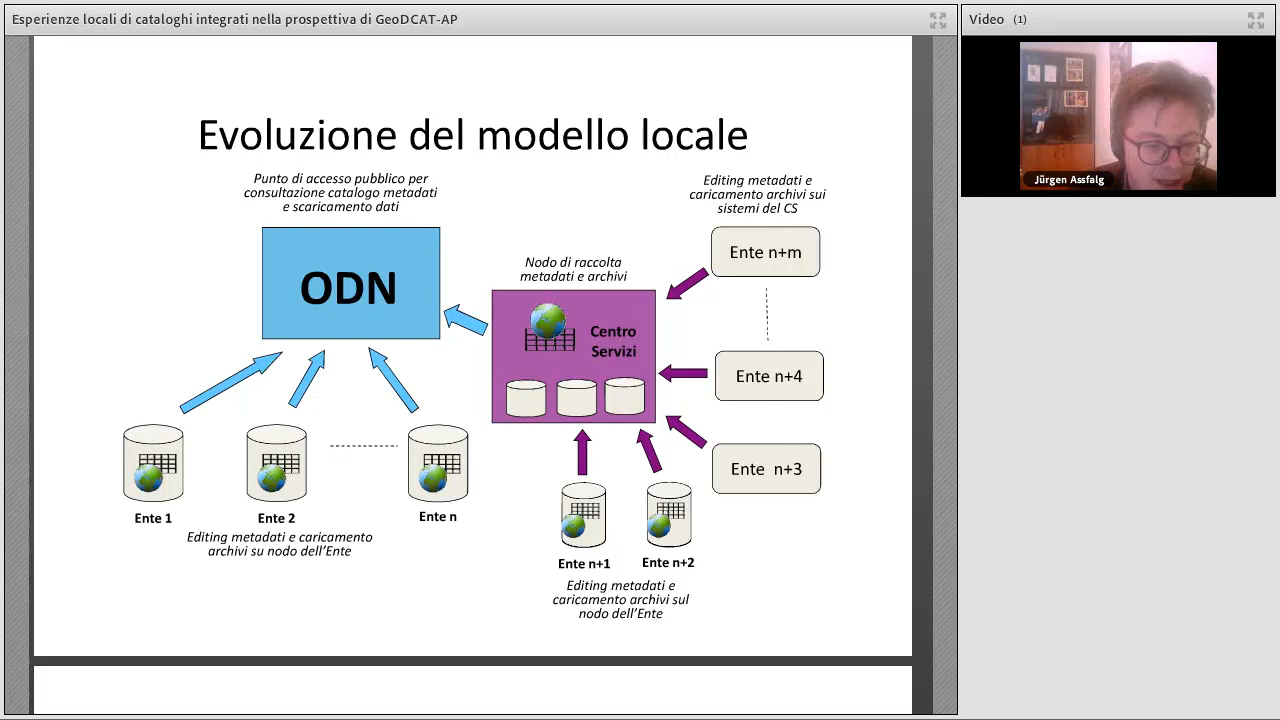 Esperienze locali di cataloghi integrati nella prospettiva di GeoDCAT-AP
Video (1)
Jürgen Assfalg
Evoluzione del modello locale
Punto di accesso pubblico per
consultazione catalogo metadati
e scaricamento dati
ODN
Nodo di raccolta
metadati e archivi
Centro
Servizi
Editing metadati e
caricamento archivi sui
sistemi del CS
Ente n+m
Ente n+4
Ente n+3
Ente 1
Ente 2
Ente n
Editing metadati e caricamento
archivi su nodo dell’Ente
Ente n+1
Ente n+2
Editing metadati e
caricamento archivi sul
nodo dell’Ente